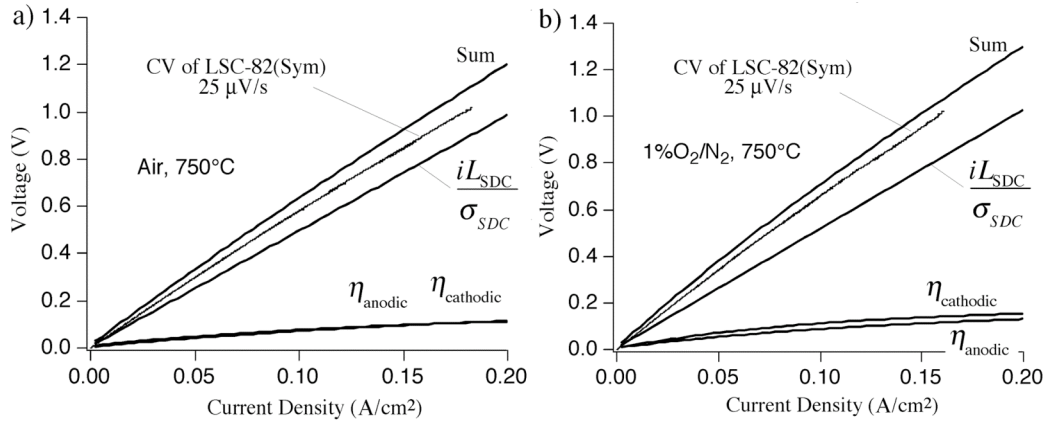 a)
1.4
1.2
1.0
0.8
0.6
0.4
0.2
0.0
Voltage (V)
Sum
CV of LSC-82(Sym)
25 µV/s
Air, 750°C
iL_SDC
σ_SDC
η_anodic
η_cathodic
0.00 0.05 0.10 0.15 0.20
Current Density (A/cm²)
b)
1.4
1.2
1.0
0.8
0.6
0.4
0.2
0.0
Voltage (V)
Sum
CV of LSC-82(Sym)
25 µV/s
1%O₂/N₂, 750°C
iL_SDC
σ_SDC
η_cathodic
η_anodic
0.00 0.05 0.10 0.15 0.20
Current Density (A/cm²)